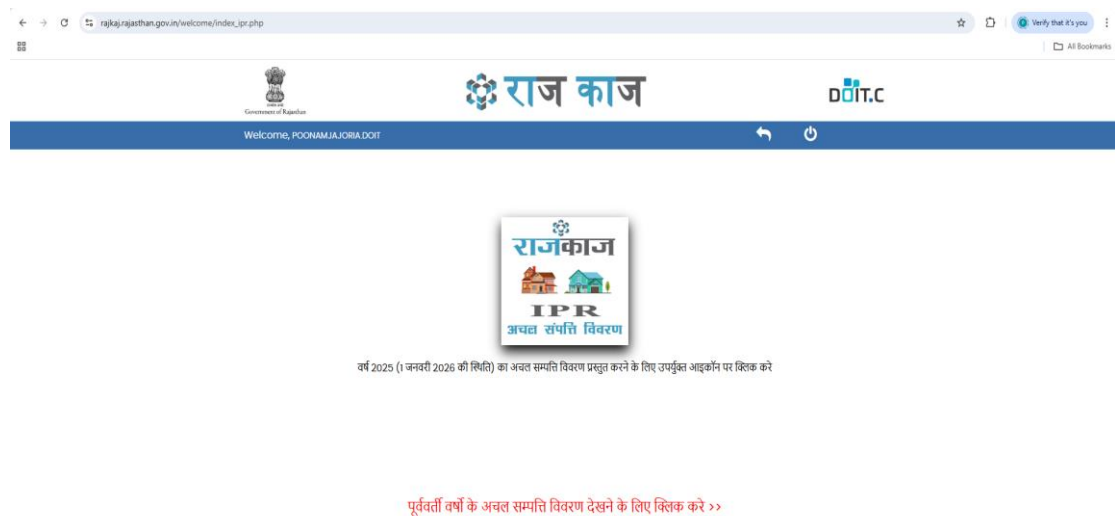 rajkaj.rajasthan.gov.in/welcome/index_ipr.php
Verify that it's you
All Bookmarks
Government of Rajasthan
राज काज
DOIT.C
Welcome, POONAMJAJORIA.DOIT
राजकाज
IPR
अचल संपत्ति विवरण
वर्ष 2025 (1 जनवरी 2026 की स्थिति) का अचल सम्पत्ति विवरण प्रस्तुत करने के लिए उपर्युक्त आइकॉन पर क्लिक करे
पूर्ववर्ती वर्षो के अचल सम्पत्ति विवरण देखने के लिए क्लिक करे >>